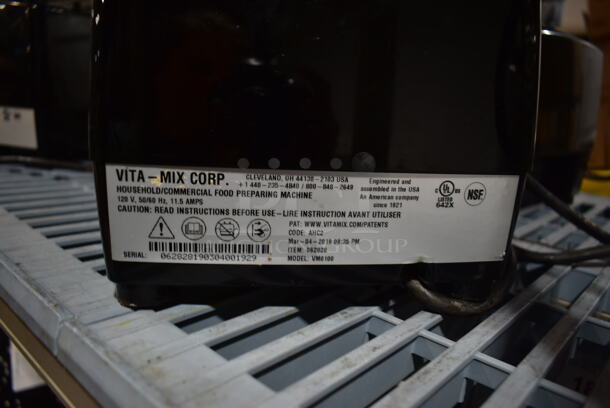 VITA-MIX CORP.
CLEVELAND, OH 44138-2103 USA
+1 440-235-4840 / 800-848-2649
HOUSEHOLD/COMMERCIAL FOOD PREPARING MACHINE
120 V, 50/60 Hz, 11.5 AMPS
Engineered and
assembled in the USA
An American company
since 1921
UL
LISTED
642X
NSF
CAUTION: READ INSTRUCTIONS BEFORE USE-LIRE INSTRUCTION AVANT UTILISER
PAT: WWW.VITAMIX.COM/PATENTS
CODE: AHC2
GROUP
ITEM: 062828
MODEL: VM0100
SERIAL: 062828190304001929